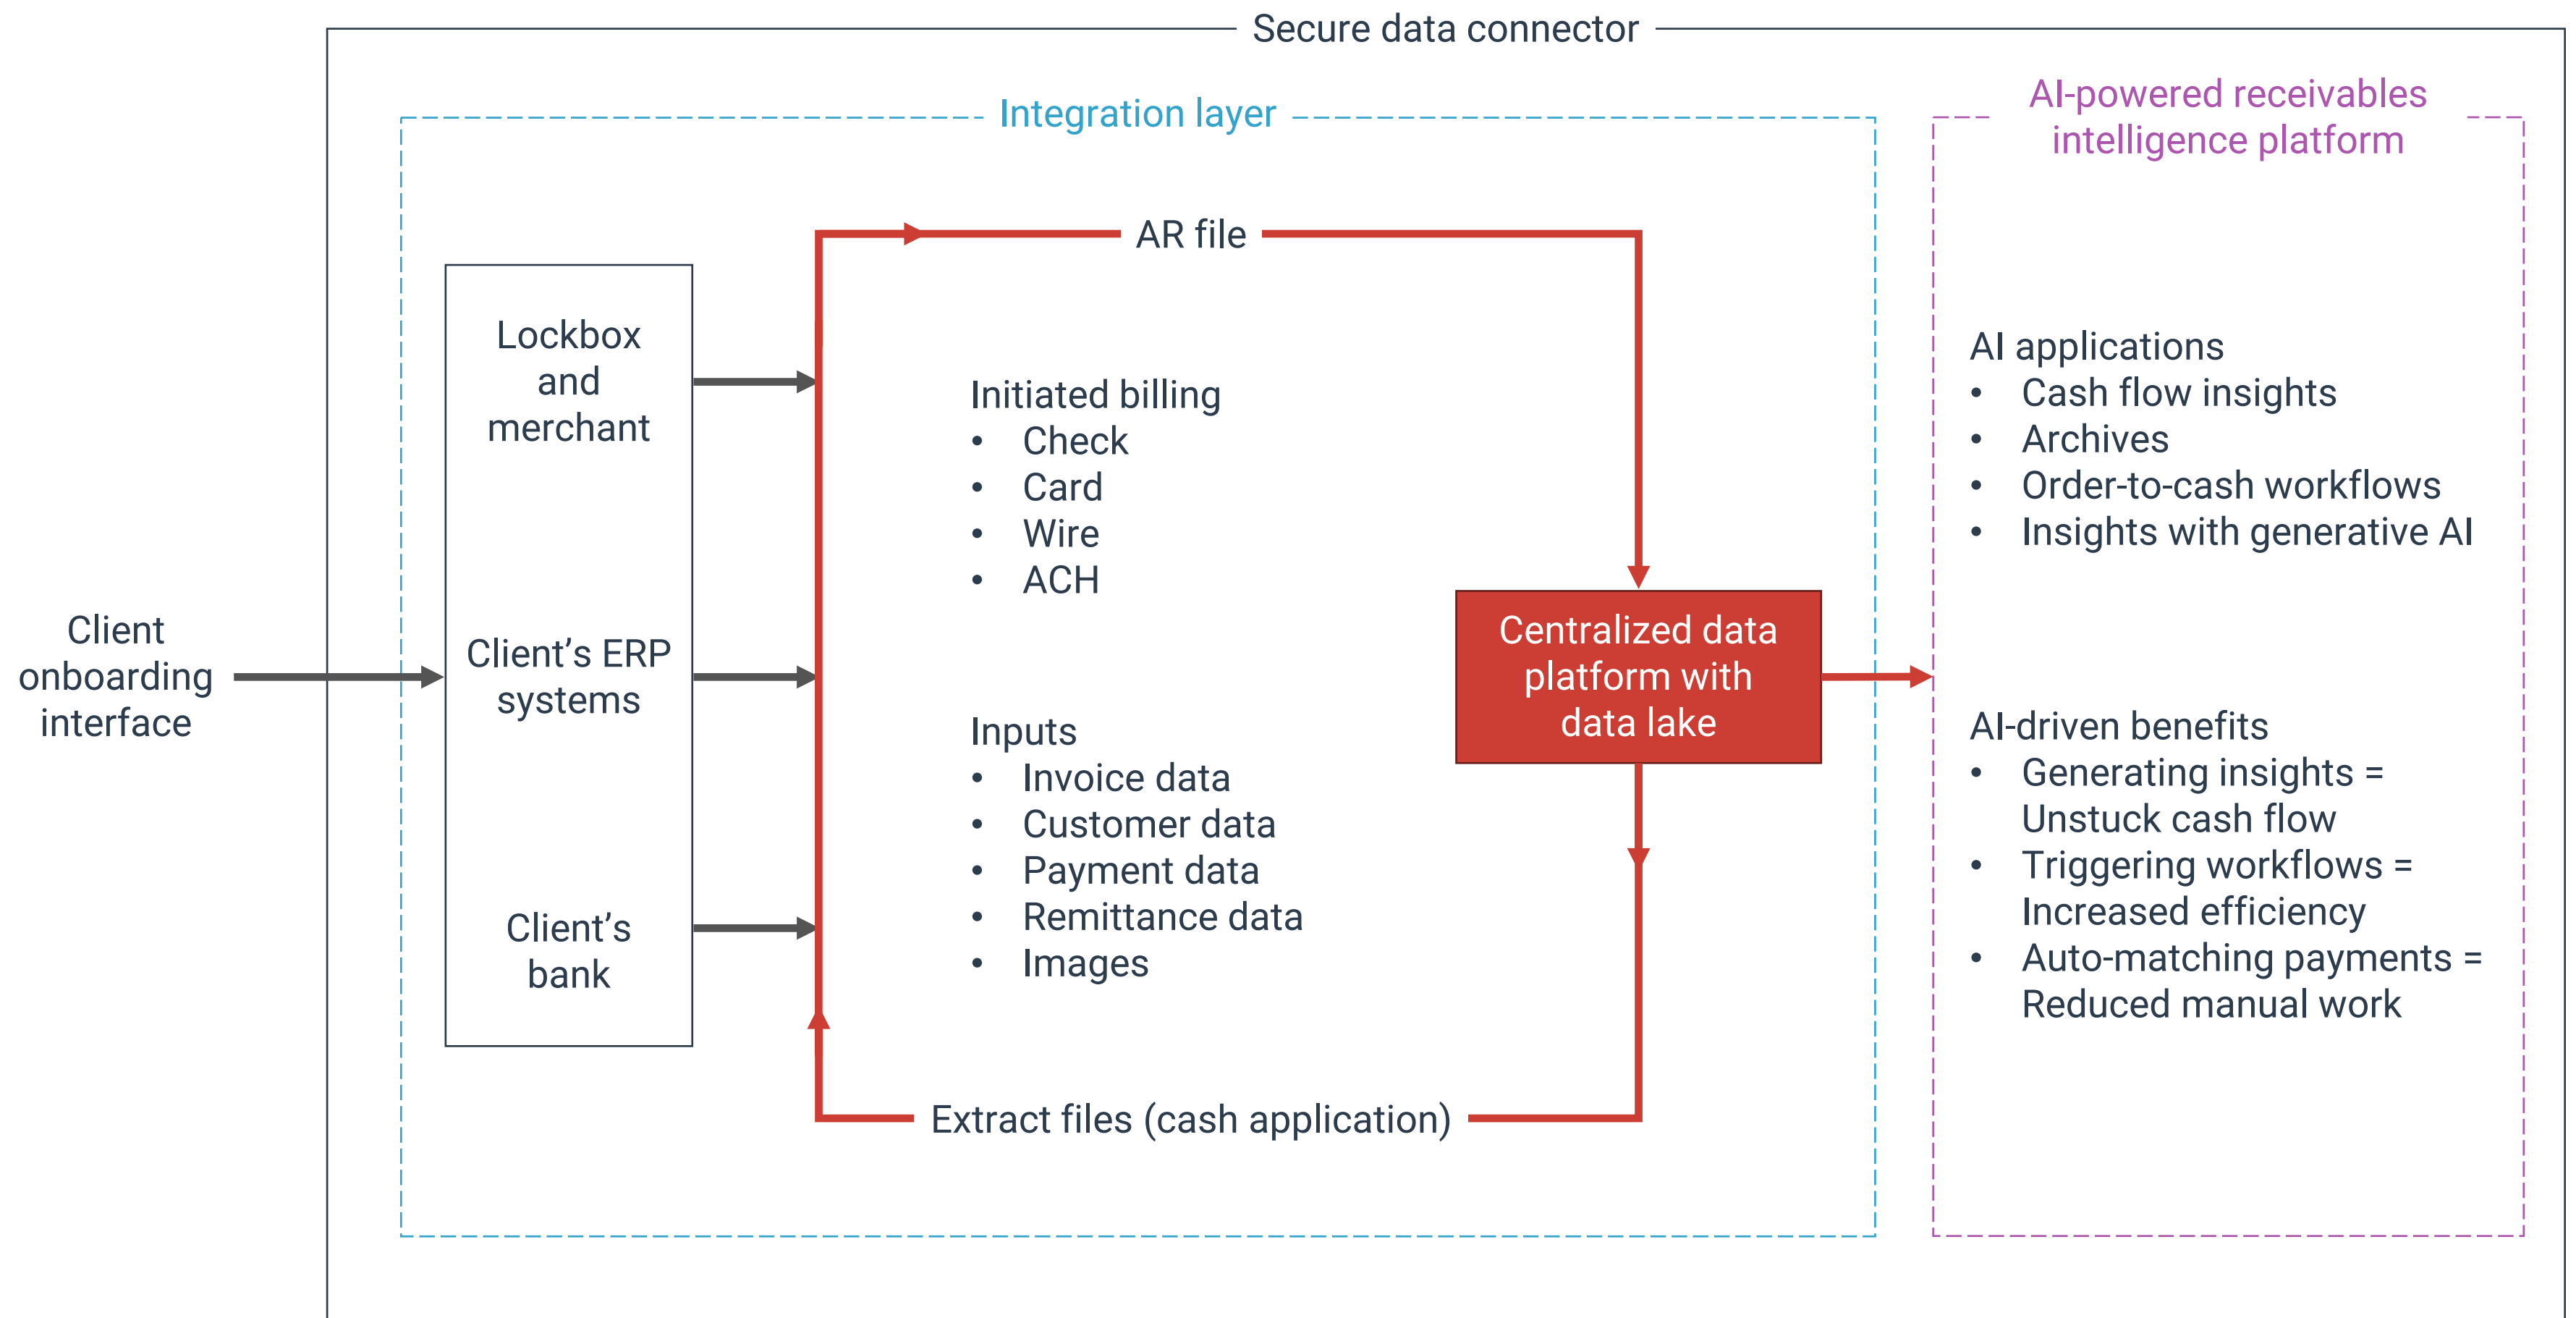 Secure data connector
Integration layer
AI-powered receivables
intelligence platform
AR file
Lockbox
and
merchant
Client's ERP
systems
Client’s
bank
Client
onboarding
interface
Initiated billing
• Check
• Card
• Wire
• ACH
Inputs
• Invoice data
• Customer data
• Payment data
• Remittance data
• Images
Extract files (cash application)
Centralized data
platform with
data lake
AI applications
• Cash flow insights
• Archives
• Order-to-cash workflows
• Insights with generative AI
AI-driven benefits
• Generating insights =
Unstuck cash flow
• Triggering workflows =
Increased efficiency
• Auto-matching payments =
Reduced manual work